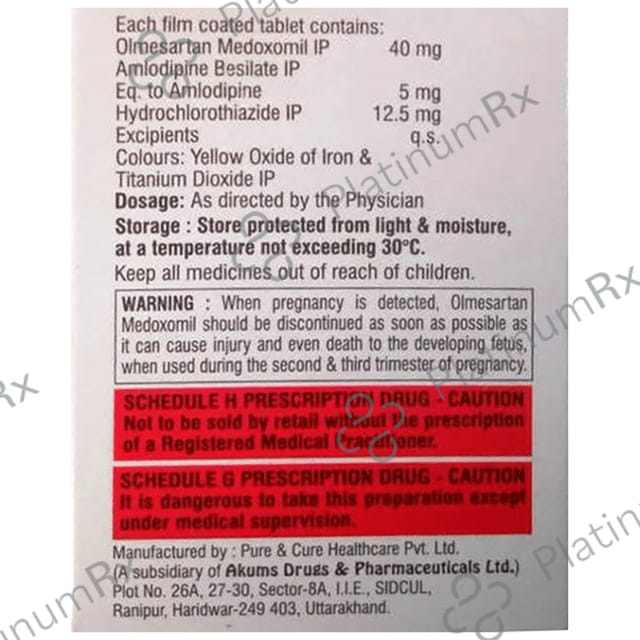 Each film coated tablet contains:
Olmesartan Medoxomil IP 40 mg
Amlodipine Besilate IP
Eq. to Amlodipine 5 mg
Hydrochlorothiazide IP 12.5 mg
Excipients q.s.
Colours: Yellow Oxide of Iron &
Titanium Dioxide IP
Dosage: As directed by the Physician
Storage : Store protected from light & moisture,
at a temperature not exceeding 30°C.
Keep all medicines out of reach of children.
WARNING : When pregnancy is detected, Olmesartan
Medoxomil should be discontinued as soon as possible as
it can cause injury and even death to the developing fetus,
when used during the second & third trimester of pregnancy.
SCHEDULE H PRESCRIPTION DRUG - CAUTION
Not to be sold by retail without the prescription
of a Registered Medical Practitioner.
SCHEDULE G PRESCRIPTION DRUG - CAUTION
It is dangerous to take this preparation except
under medical supervision.
Manufactured by : Pure & Cure Healthcare Pvt. Ltd.
(A subsidiary of Akums Drugs & Pharmaceuticals Ltd.)
Plot No. 26A, 27-30, Sector-8A, I.I.E., SIDCUL,
Ranipur, Haridwar-249 403, Uttarakhand.
PlatinumRx
PlatinumRx
Rx
PlatinumRx
inumRx
Platin